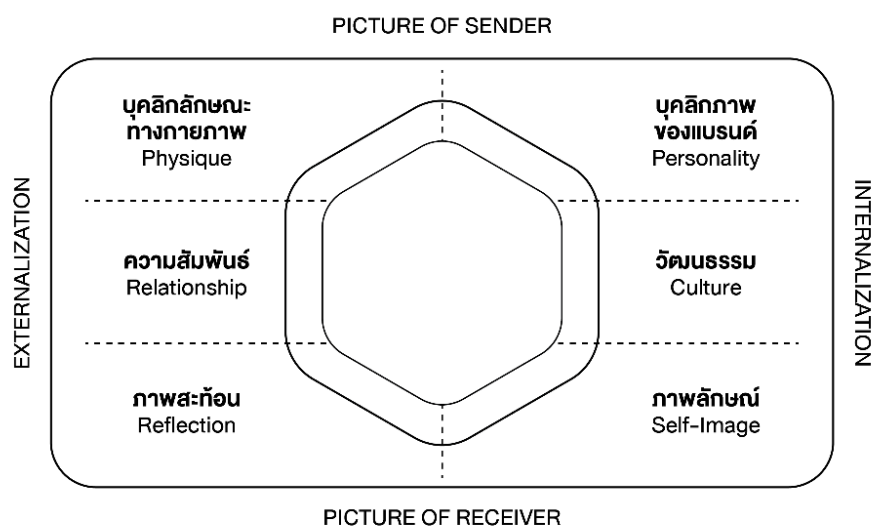 PICTURE OF SENDER
บุคลิกลักษณะ
ทางกายภาพ
Physique
บุคลิกภาพ
ของแบรนด์
Personality
EXTERNALIZATION
ความสัมพันธ์
Relationship
วัฒนธรรม
Culture
INTERNALIZATION
ภาพสะท้อน
Reflection
ภาพลักษณ์
Self-Image
PICTURE OF RECEIVER